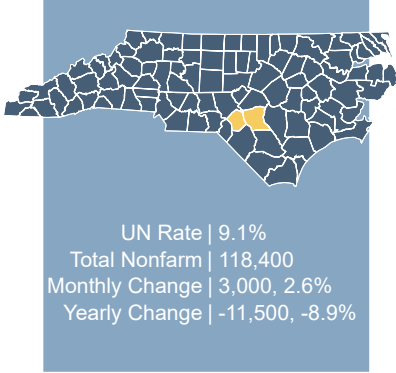 UN Rate | 9.1%
Total Nonfarm | 118,400
Monthly Change | 3,000, 2.6%
Yearly Change | -11,500, -8.9%